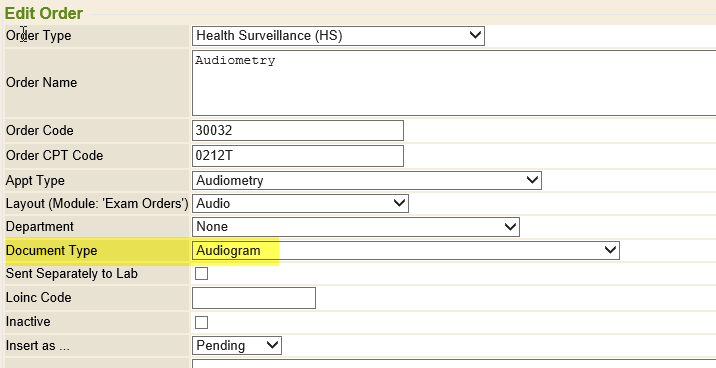 Edit Order
Order Type Health Surveillance (HS)
Order Name Audiometry
Order Code 30032
Order CPT Code 0212T
Appt Type Audiometry
Layout (Module: 'Exam Orders') Audio
Department None
Document Type Audiogram
Sent Separately to Lab
Loinc Code
Inactive
Insert as ... Pending